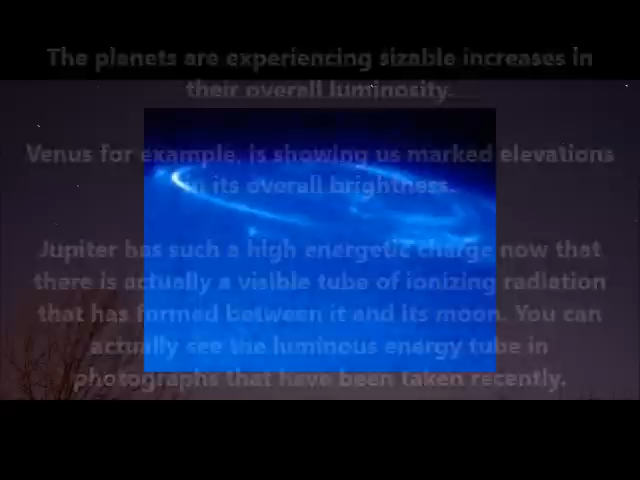 The planets are experiencing sizable increases in
their overall luminosity.
Venus for example, is showing us marked elevations
in its overall brightness.
Jupiter has such a high energetic charge now that
there is actually a visible tube of ionizing radiation
that has formed between it and its moon. You can
actually see the luminous energy tube in
photographs that have been taken recently.